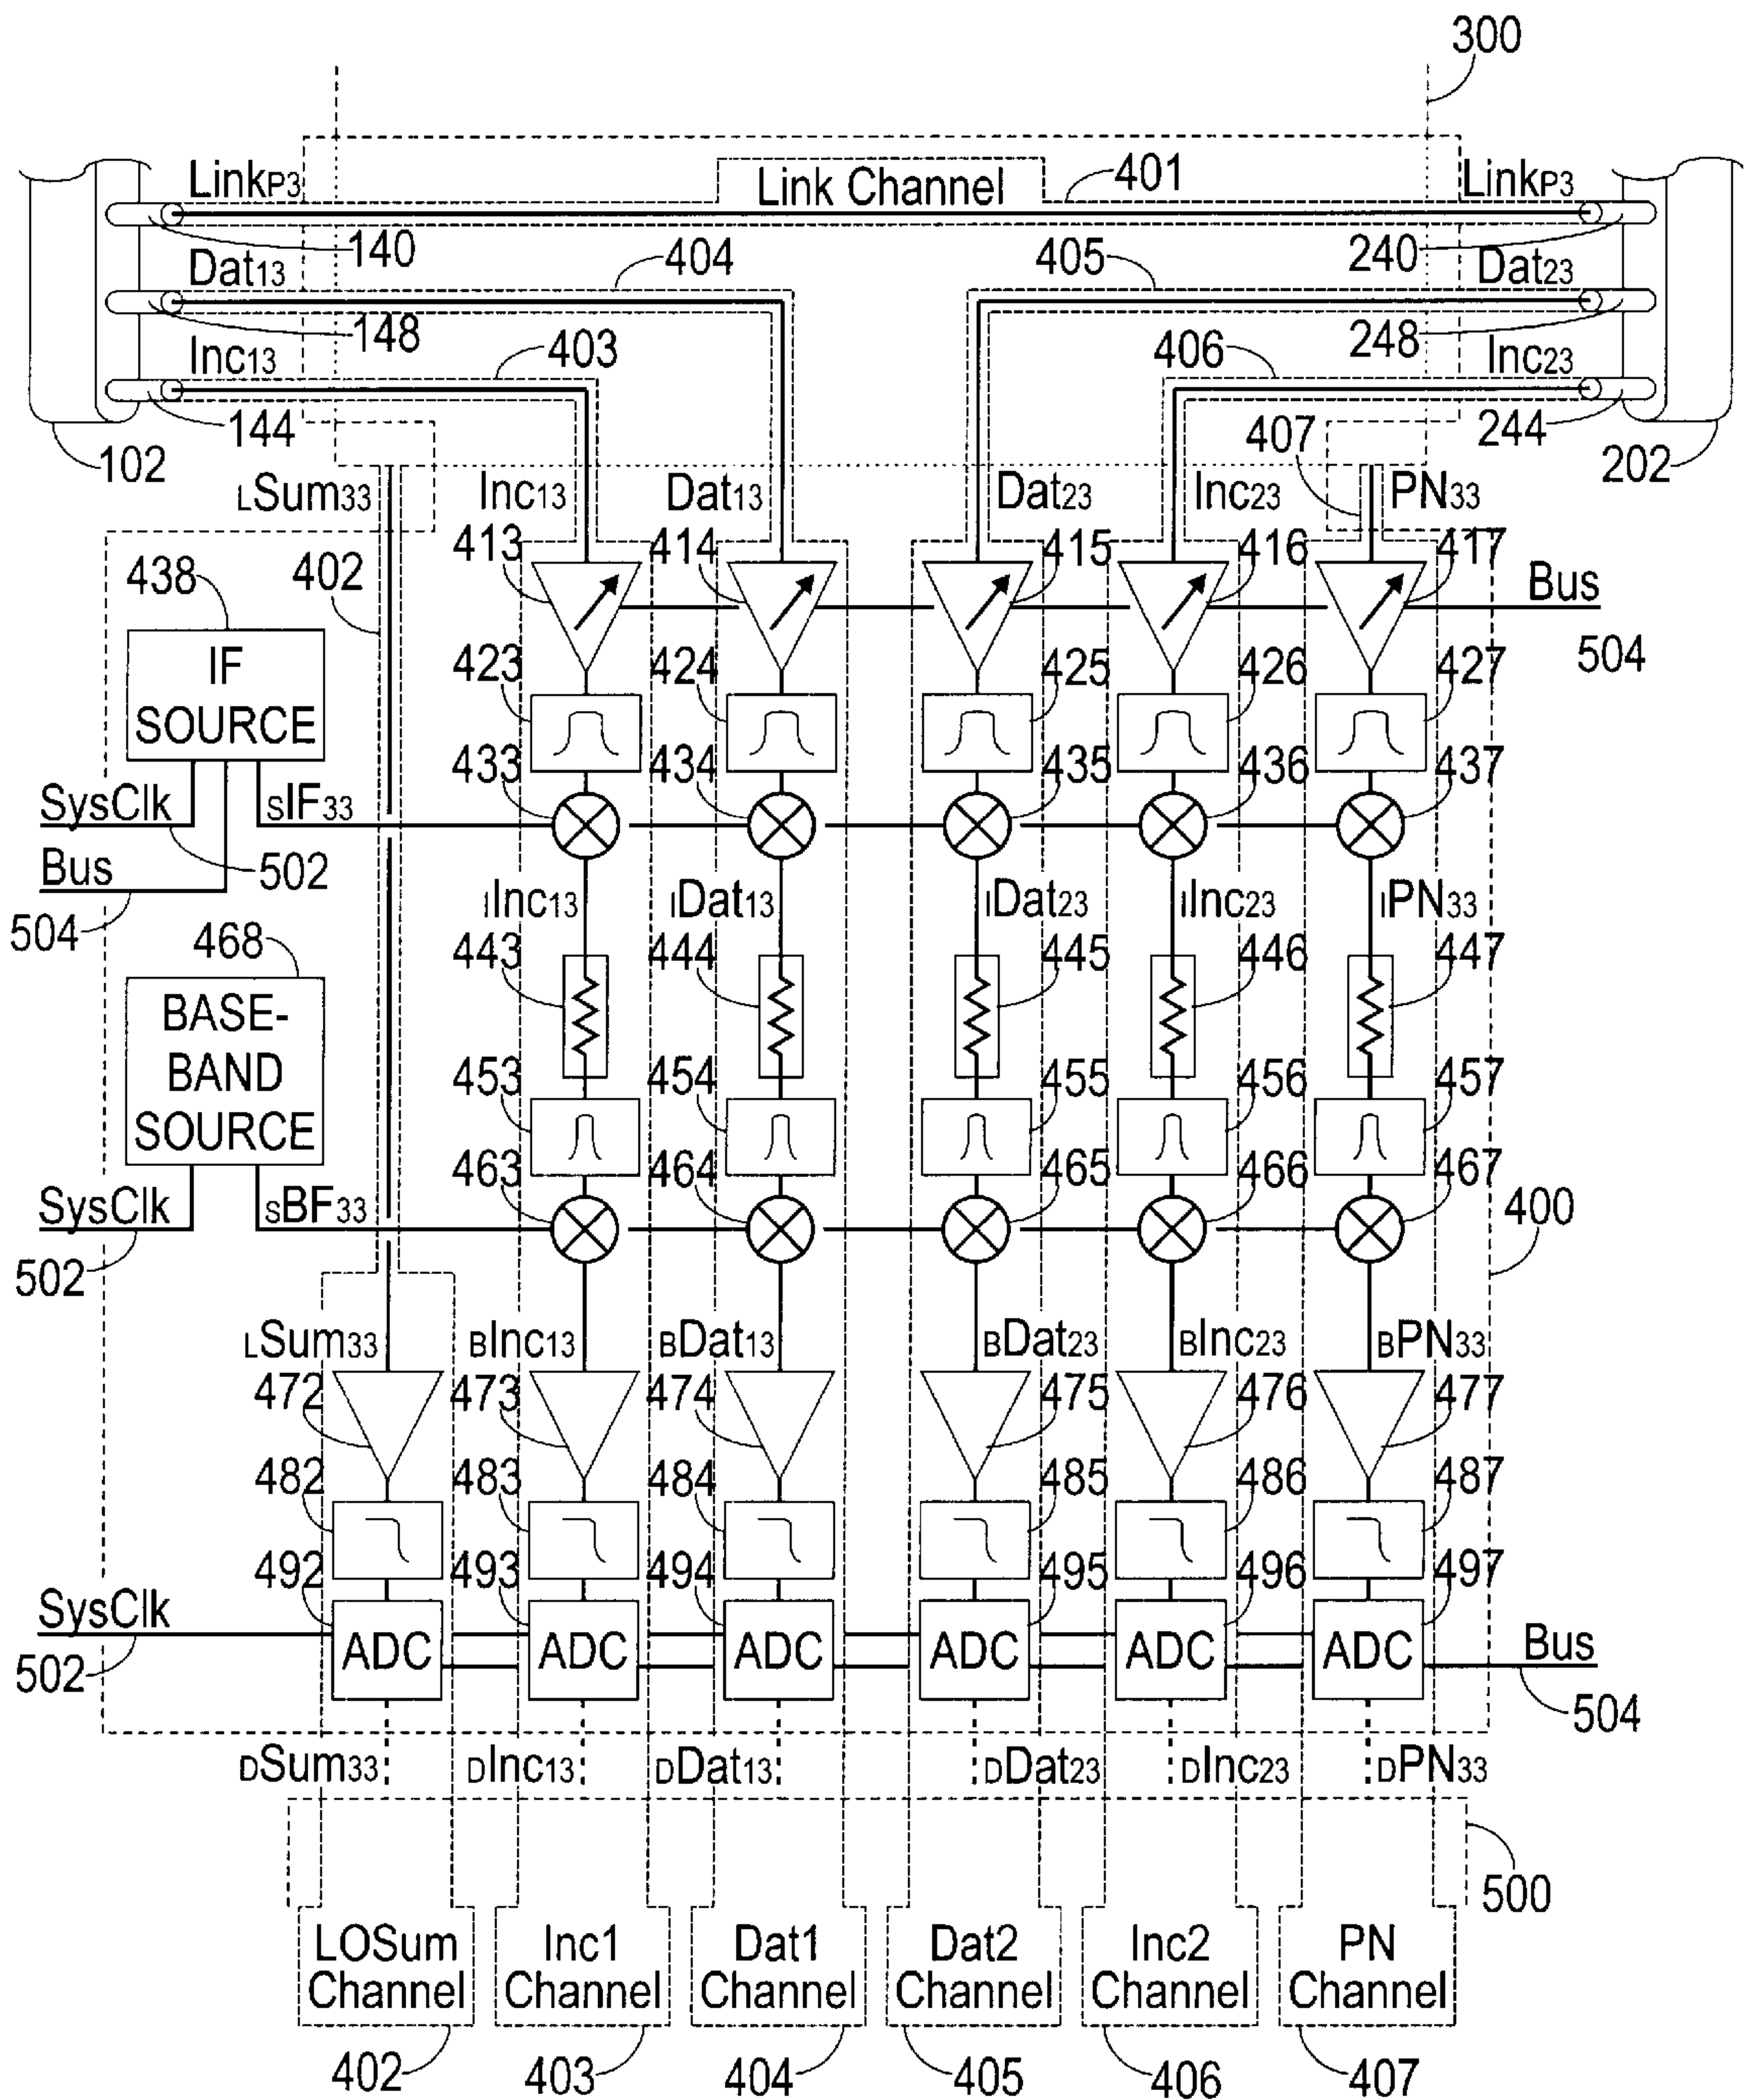 300
LinkP3 Link Channel 401 LinkP3
140 240
Dat13 404 405 Dat23
148 248
Inc13 403 406 Inc23
144 407 244
102 202
LSum33 Inc13 Dat13 Dat23 Inc23 PN33
413 414 415 416 417
438 402 Bus
504
IF
SOURCE
423 424 425 426 427
433 434 435 436 437
SysClk SIF33
502
Bus
504
IInc13 IDat13 IDat23 IInc23 IPN33
468 443 444 445 446 447
BASE-
BAND
SOURCE
453 454 455 456 457
463 464 465 466 467
SysClk SBF33 400
502
LSum33 BInc13 BDat13 BDat23 BInc23 BPN33
472 473 474 475 476 477
482 483 484 485 486 487
492 493 494 495 496 497
SysClk ADC ADC ADC ADC ADC ADC Bus
502 504
DSum33 DInc13 DDat13 DDat23 DInc23 DPN33
500
LOSum Inc1 Dat1 Dat2 Inc2 PN
Channel Channel Channel Channel Channel Channel
402 403 404 405 406 407